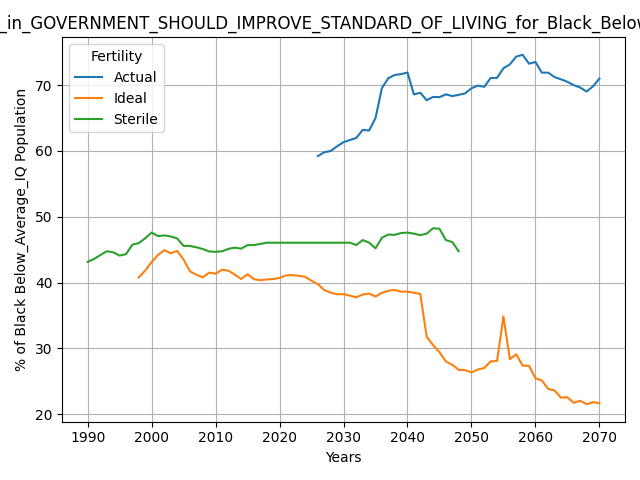 _in_GOVERNMENT_SHOULD_IMPROVE_STANDARD_OF_LIVING_for_Black_Below
Fertility
Actual
Ideal
Sterile
% of Black Below_Average_IQ Population
70
60
50
40
30
20
1990 2000 2010 2020 2030 2040 2050 2060 2070
Years